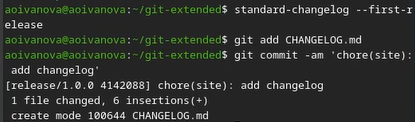 aoivanova@aoivanova:~/git-extended$ standard-changelog --first-r
elease
aoivanova@aoivanova:~/git-extended$ git add CHANGELOG.md
aoivanova@aoivanova:~/git-extended$ git commit -am 'chore(site):
 add changelog'
[release/1.0.0 4142088] chore(site): add changelog
 1 file changed, 6 insertions(+)
 create mode 100644 CHANGELOG.md